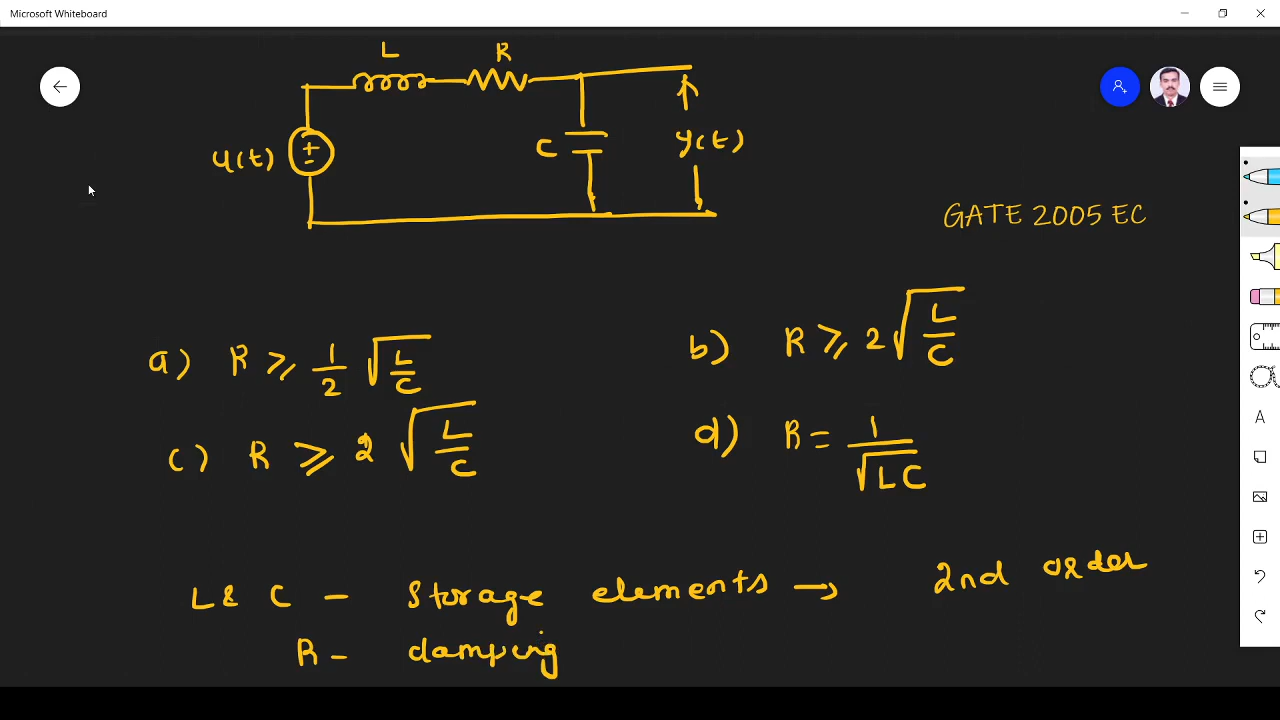 Microsoft Whiteboard
L R
u(t) + - C y(t)
GATE 2005 EC
a) R ≥ 1/2 √(L/C)
b) R ≥ 2 √(L/C)
c) R ≥ 2 √(L/C)
d) R = 1/√(LC)
L & C - Storage elements → 2nd order
R - damping
A